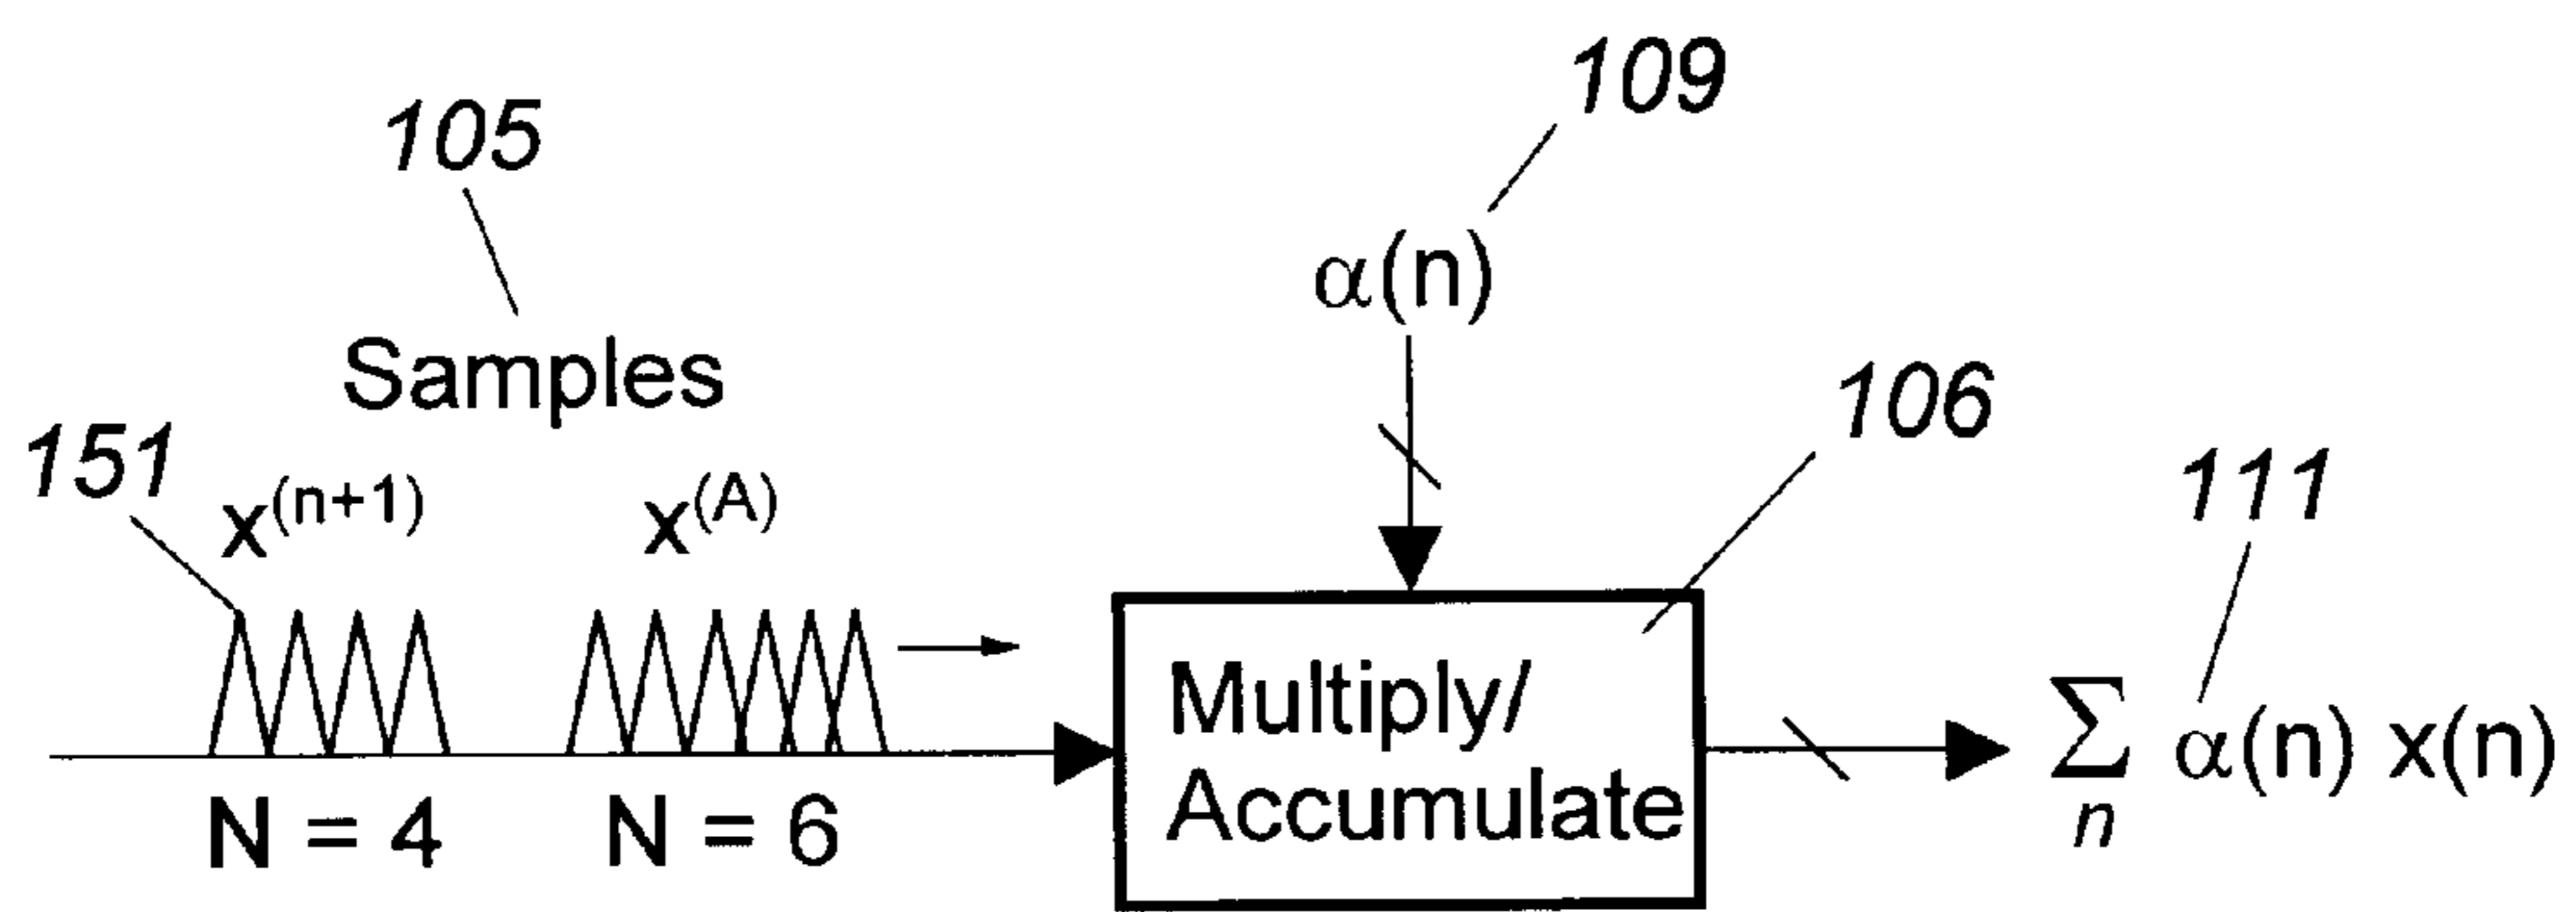 109
105
α(n)
Samples
106
151
x^(n+1) x^(A)
111
Multiply/
Accumulate
∑ α(n) x(n)
n
N = 4 N = 6